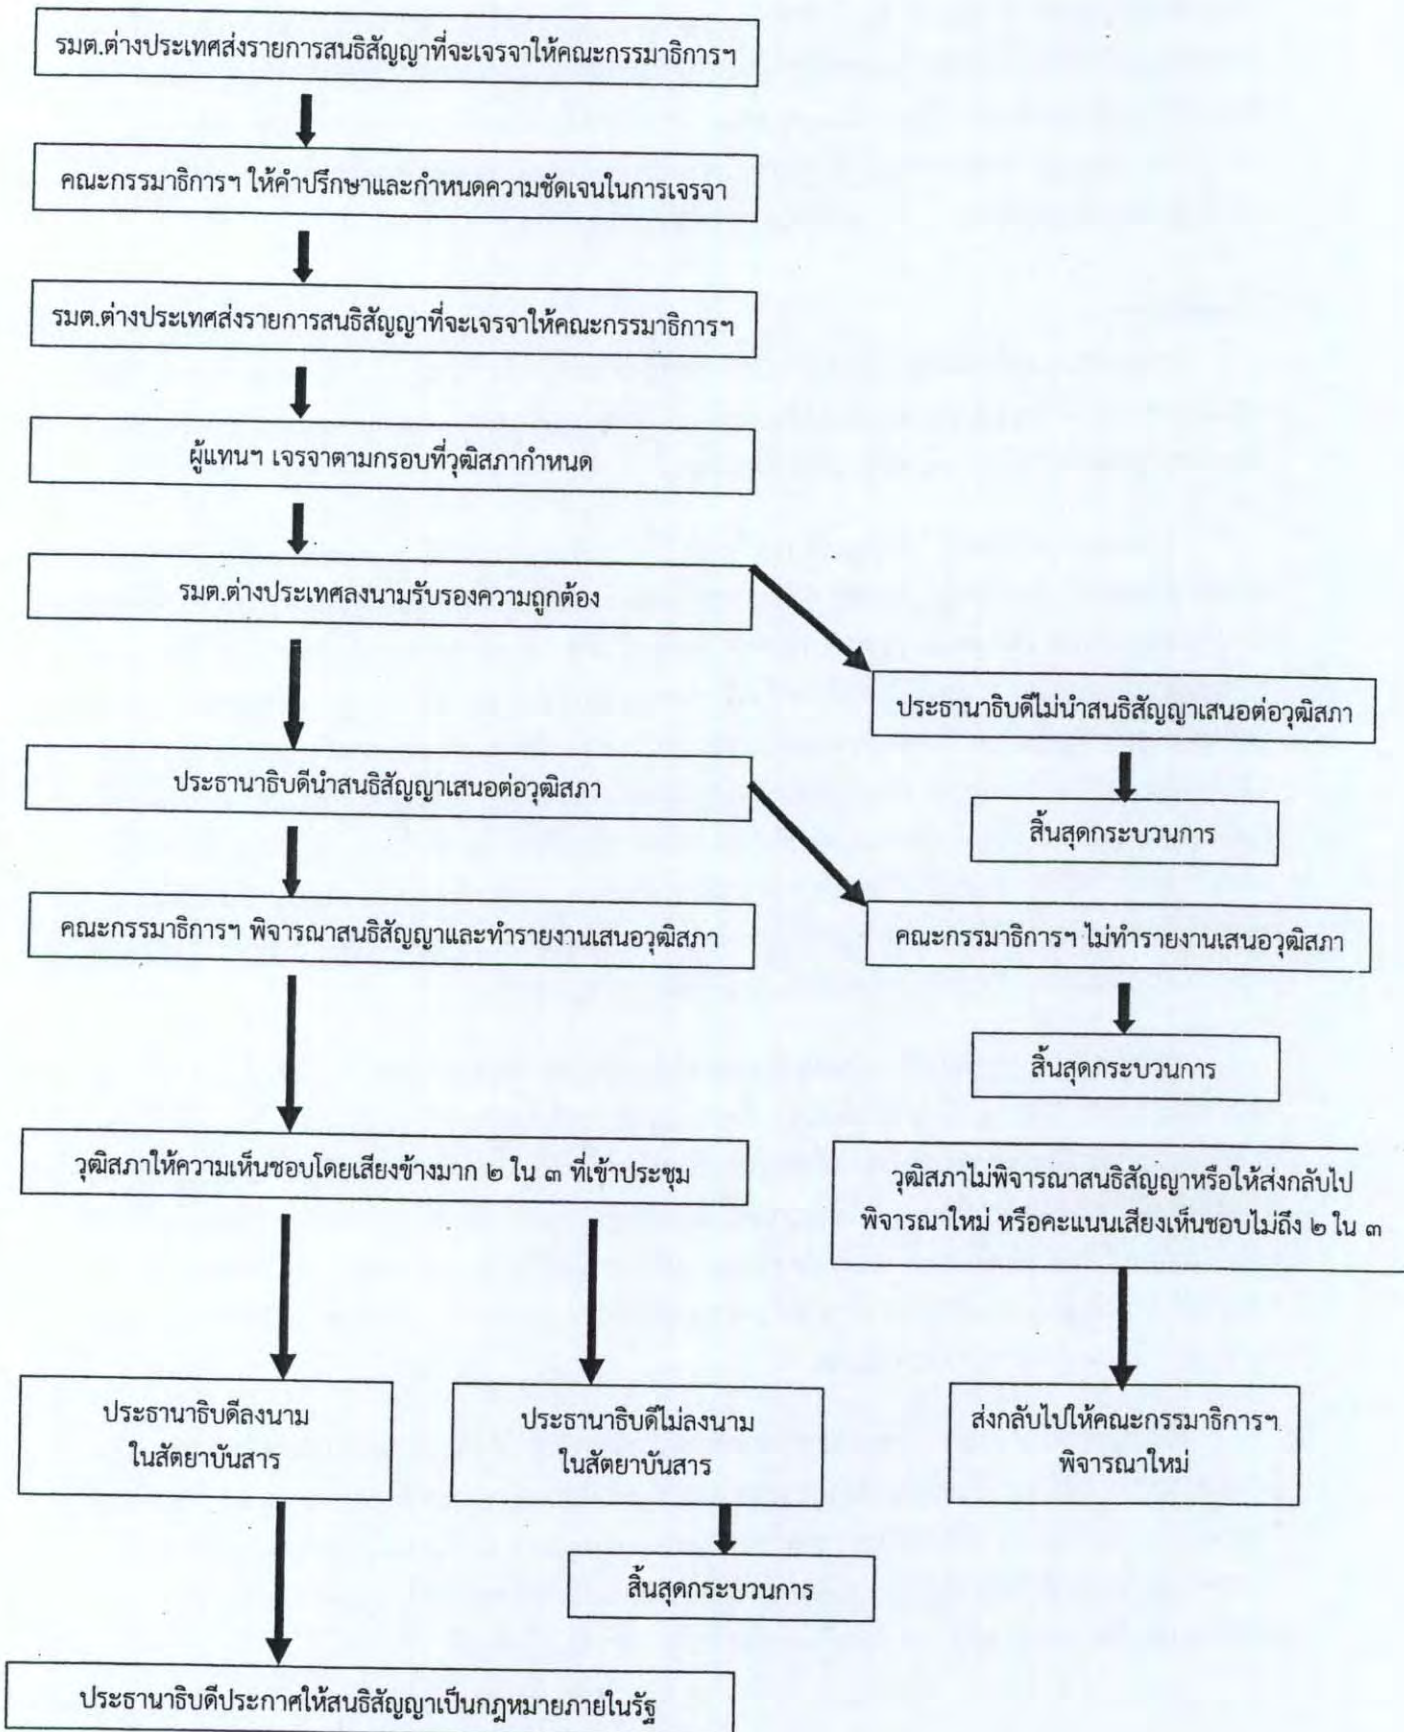 รมต.ต่างประเทศส่งรายการสนธิสัญญาที่จะเจรจาให้คณะกรรมาธิการฯ
คณะกรรมาธิการฯ ให้คำปรึกษาและกำหนดความชัดเจนในการเจรจา
รมต.ต่างประเทศส่งรายการสนธิสัญญาที่จะเจรจาให้คณะกรรมาธิการฯ
ผู้แทนฯ เจรจาตามกรอบที่วุฒิสภากำหนด
รมต.ต่างประเทศลงนามรับรองความถูกต้อง
ประธานาธิบดีไม่นำสนธิสัญญาเสนอต่อวุฒิสภา
ประธานาธิบดีนำสนธิสัญญาเสนอต่อวุฒิสภา
สิ้นสุดกระบวนการ
คณะกรรมาธิการฯ พิจารณาสนธิสัญญาและทำรายงานเสนอวุฒิสภา
คณะกรรมาธิการฯ ไม่ทำรายงานเสนอวุฒิสภา
สิ้นสุดกระบวนการ
วุฒิสภาให้ความเห็นชอบโดยเสียงข้างมาก ๒ ใน ๓ ที่เข้าประชุม
วุฒิสภาไม่พิจารณาสนธิสัญญาหรือให้ส่งกลับไป
พิจารณาใหม่ หรือคะแนนเสียงเห็นชอบไม่ถึง ๒ ใน ๓
ประธานาธิบดีลงนาม
ในสัตยาบันสาร
ประธานาธิบดีไม่ลงนาม
ในสัตยาบันสาร
ส่งกลับไปให้คณะกรรมาธิการฯ
พิจารณาใหม่
สิ้นสุดกระบวนการ
ประธานาธิบดีประกาศให้สนธิสัญญาเป็นกฎหมายภายในรัฐ